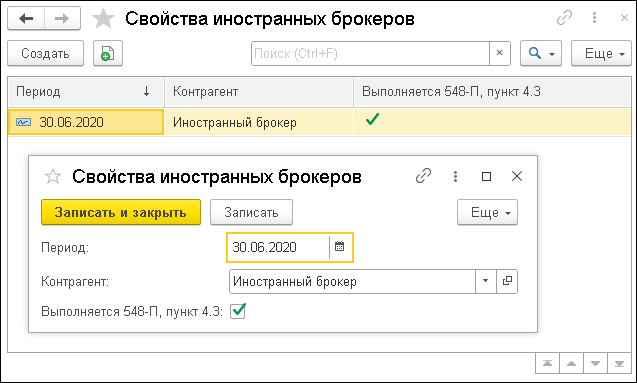 Свойства иностранных брокеров
Создать Поиск (Ctrl+F) × Еще
Период ↓ Контрагент Выполняется 548-П, пункт 4.3
30.06.2020 Иностранный брокер
Свойства иностранных брокеров
Записать и закрыть Записать Еще
Период: 30.06.2020
Контрагент: Иностранный брокер
Выполняется 548-П, пункт 4.3: